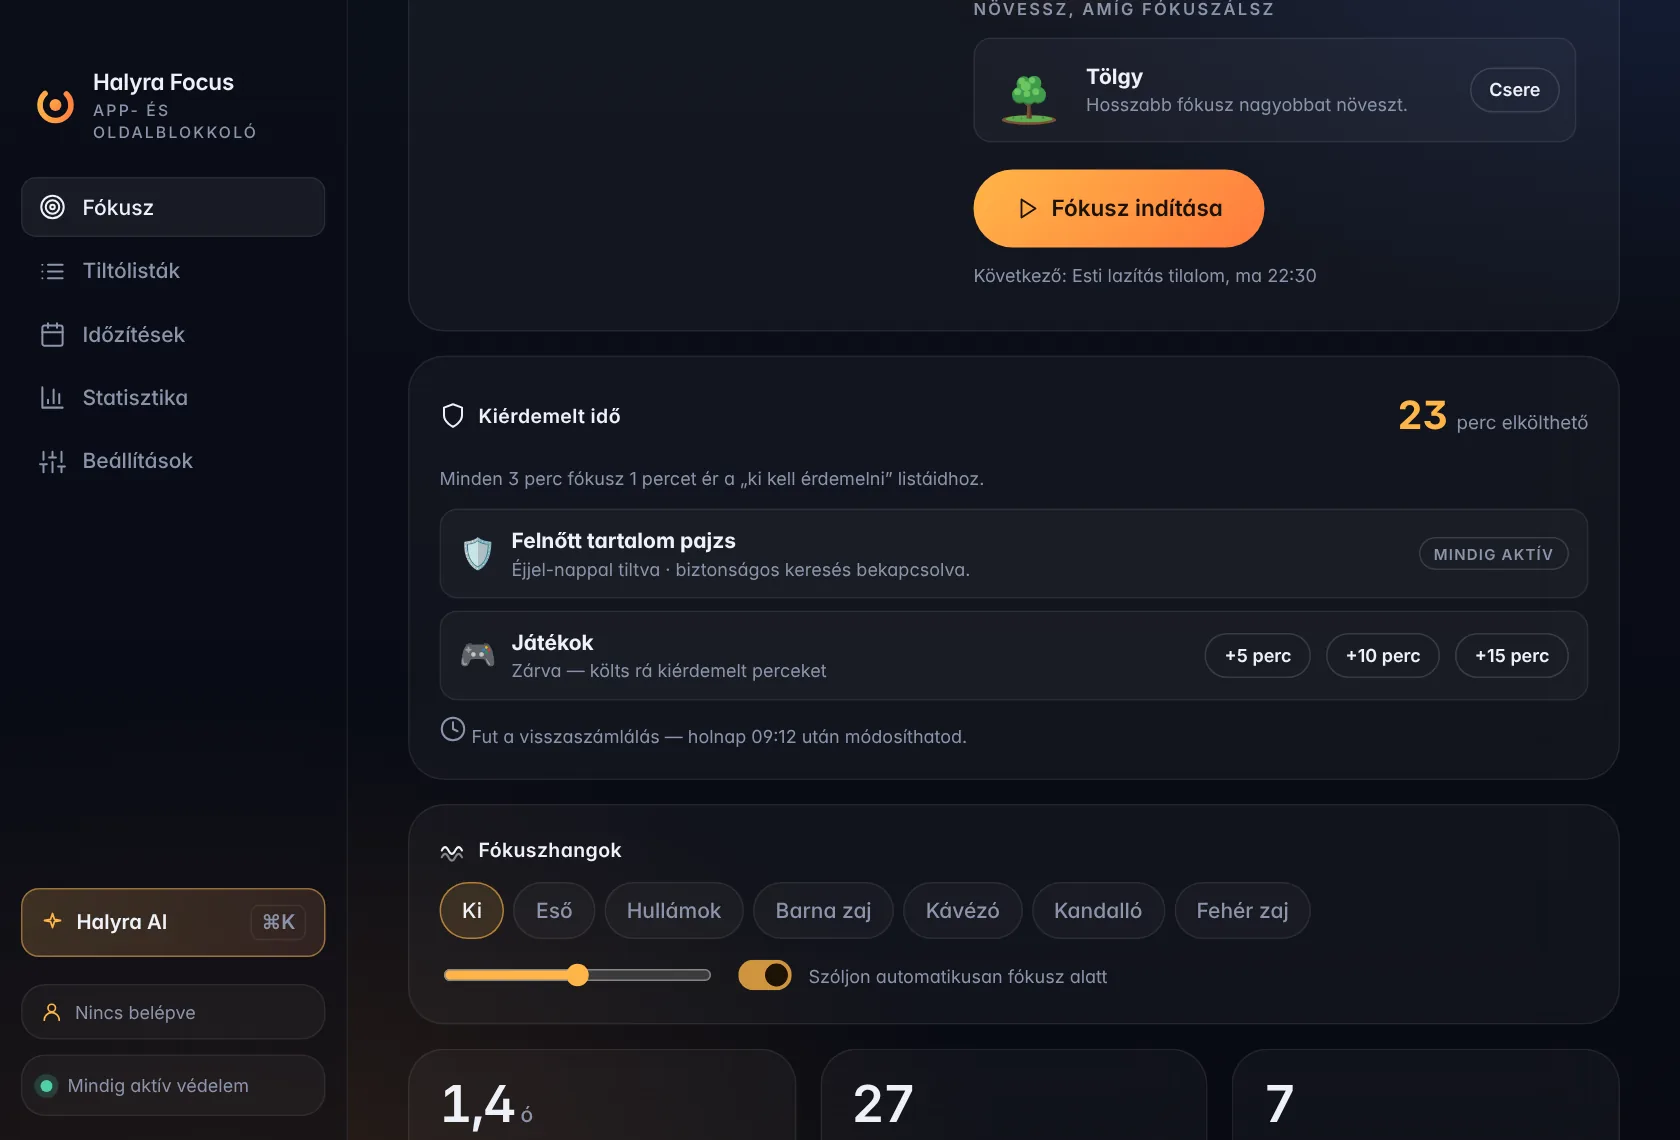 Halyra Focus
APP- ÉS
OLDALBLOKKOLÓ
Fókusz
Tiltólisták
Időzítések
Statisztika
Beállítások
Halyra AI ⌘K
Nincs belépve
Mindig aktív védelem
NÖVESSZ, AMÍG FÓKUSZÁLSZ
Tölgy
Hosszabb fókusz nagyobbat növeszt.
Csere
Fókusz indítása
Következő: Esti lazítás tilalom, ma 22:30
Kiérdemelt idő
23 perc elkölthető
Minden 3 perc fókusz 1 percet ér a „ki kell érdemelni” listáidhoz.
Felnőtt tartalom pajzs
Éjjel-nappal tiltva · biztonságos keresés bekapcsolva.
MINDIG AKTÍV
Játékok
Zárva — költs rá kiérdemelt perceket
+5 perc +10 perc +15 perc
Fut a visszaszámlálás — holnap 09:12 után módosíthatod.
Fókuszhangok
Ki Eső Hullámok Barna zaj Kávézó Kandalló Fehér zaj
Szóljon automatikusan fókusz alatt
1,4 ó
27
7